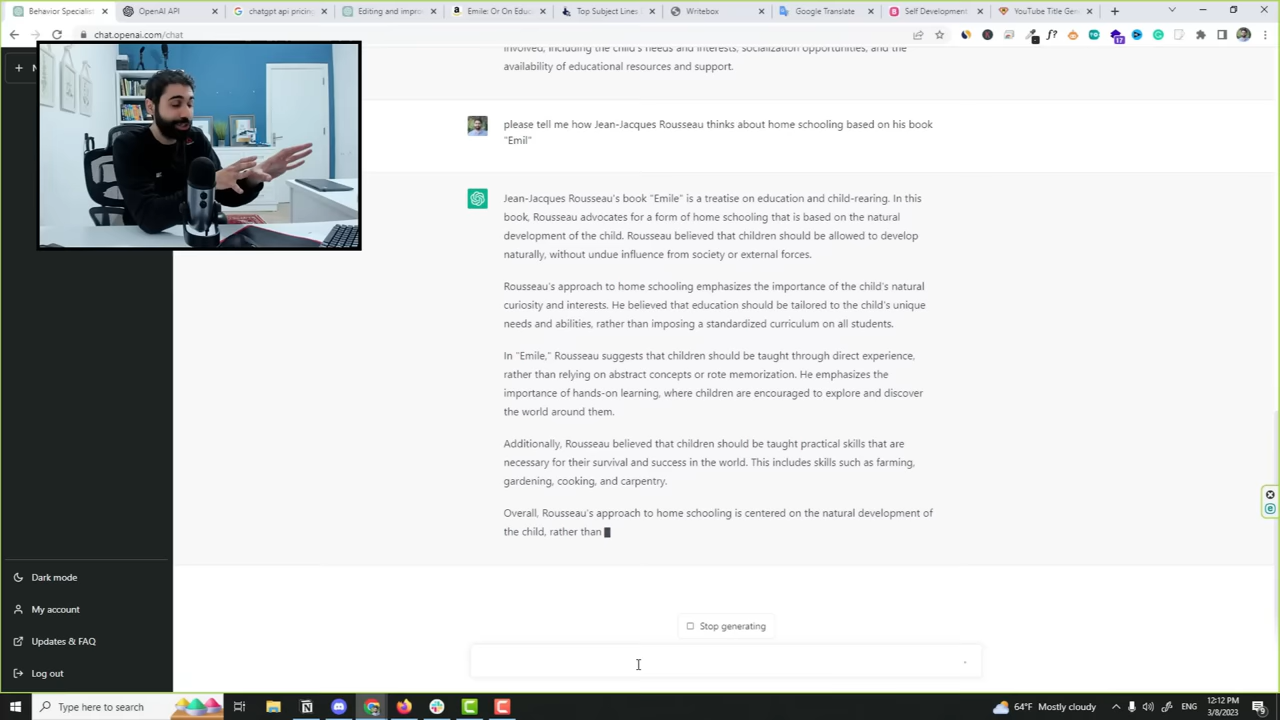 Behavior Specialist
OpenAI API
chatgpt api pricing
Editing and impro
Emile: Or On Educ
Top Subject Lines
Writebox
Google Translate
Self Development
YouTube Title Gen
chat.openai.com/chat
f?
12
involved, including the child's needs and interests, socialization opportunities, and the
availability of educational resources and support.
please tell me how Jean-Jacques Rousseau thinks about home schooling based on his book
"Emil"
Jean-Jacques Rousseau's book "Emile" is a treatise on education and child-rearing. In this
book, Rousseau advocates for a form of home schooling that is based on the natural
development of the child. Rousseau believed that children should be allowed to develop
naturally, without undue influence from society or external forces.
Rousseau's approach to home schooling emphasizes the importance of the child's natural
curiosity and interests. He believed that education should be tailored to the child's unique
needs and abilities, rather than imposing a standardized curriculum on all students.
In "Emile," Rousseau suggests that children should be taught through direct experience,
rather than relying on abstract concepts or rote memorization. He emphasizes the
importance of hands-on learning, where children are encouraged to explore and discover
the world around them.
Additionally, Rousseau believed that children should be taught practical skills that are
necessary for their survival and success in the world. This includes skills such as farming,
gardening, cooking, and carpentry.
Overall, Rousseau's approach to home schooling is centered on the natural development of
the child, rather than
Dark mode
My account
Updates & FAQ
Log out
Stop generating
Type here to search
64°F Mostly cloudy
ENG
12:12 PM
3/8/2023